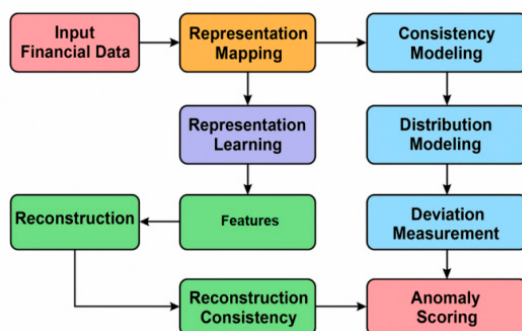 Input
Financial Data
Representation
Mapping
Consistency
Modeling
Representation
Learning
Distribution
Modeling
Reconstruction
Features
Deviation
Measurement
Reconstruction
Consistency
Anomaly
Scoring